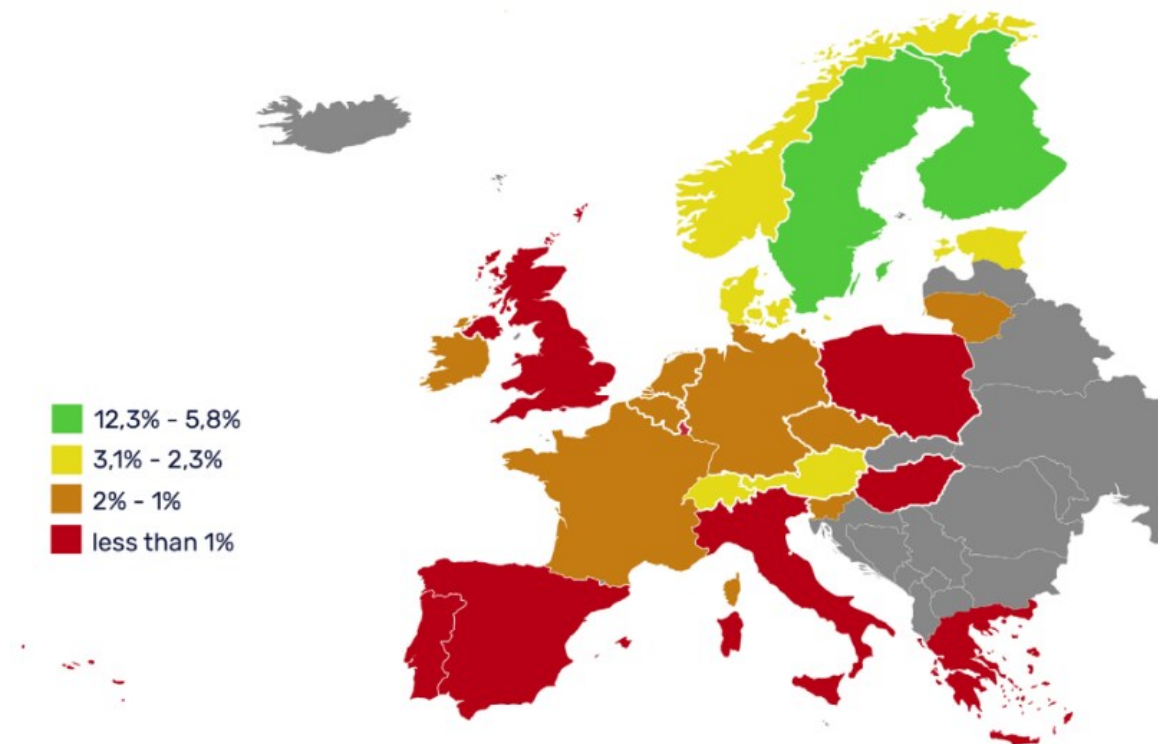 12,3% - 5,8%
3,1% - 2,3%
2% - 1%
less than 1%